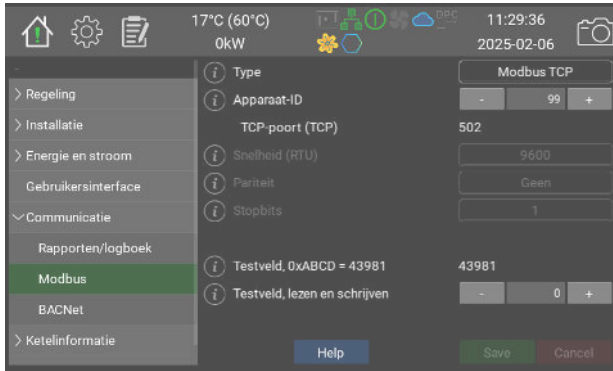 17°C (60°C)
0kW
11:29:36
2025-02-06
-
> Regeling
> Installatie
> Energie en stroom
Gebruikersinterface
Communicatie
Rapporten/logboek
Modbus
BACNet
> Ketelinformatie
Type
Modbus TCP
Apparaat-ID
- 99 +
TCP-poort (TCP)
502
Snelheid (RTU)
9600
Pariteit
Geen
Stopbits
1
Testveld, 0xABCD = 43981
43981
Testveld, lezen en schrijven
- 0 +
Help
Save
Cancel